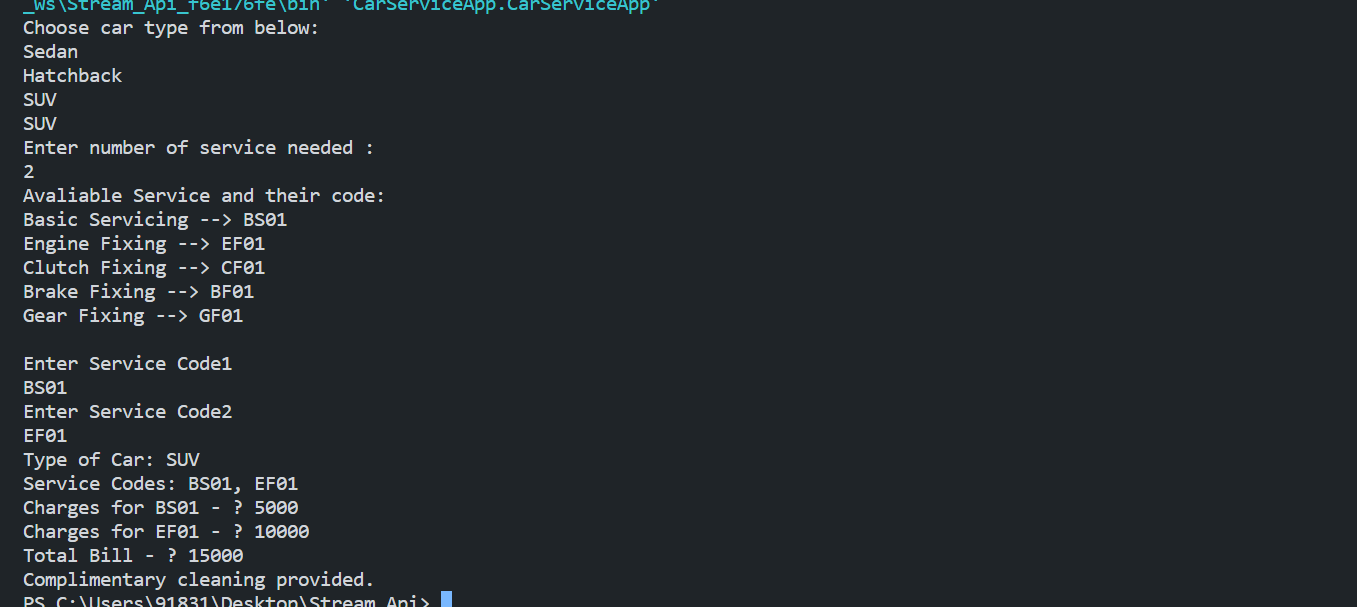 _ws\Stream_Api_f6e176fe\bin' 'CarServiceApp.CarServiceApp'
Choose car type from below:
Sedan
Hatchback
SUV
SUV
Enter number of service needed :
2
Avaliable Service and their code:
Basic Servicing --> BS01
Engine Fixing --> EF01
Clutch Fixing --> CF01
Brake Fixing --> BF01
Gear Fixing --> GF01
Enter Service Code1
BS01
Enter Service Code2
EF01
Type of Car: SUV
Service Codes: BS01, EF01
Charges for BS01 - ? 5000
Charges for EF01 - ? 10000
Total Bill - ? 15000
Complimentary cleaning provided.
PS C:\Users\91831\Desktop\Stream_Api>